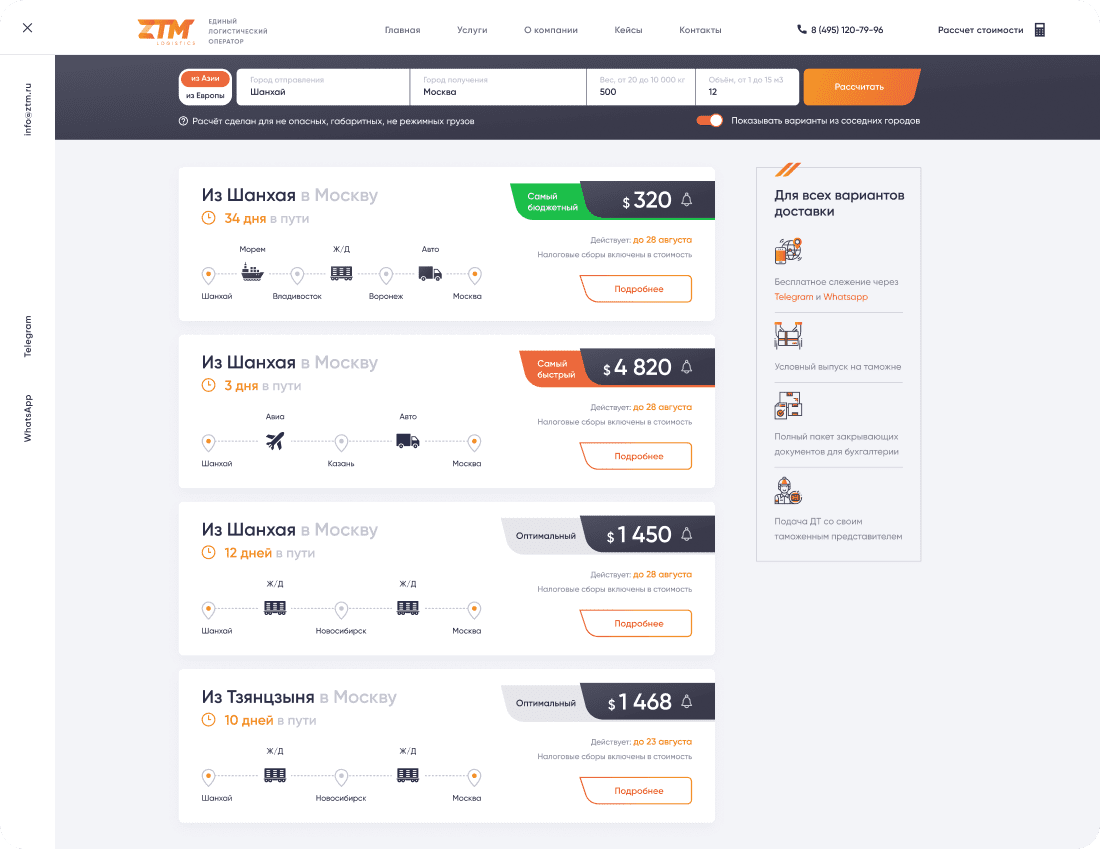 ZTM
LOGISTICS
ЕДИНЫЙ
ЛОГИСТИЧЕСКИЙ
ОПЕРАТОР
Главная
Услуги
О компании
Кейсы
Контакты
8 (495) 120-79-96
Рассчет стоимости
info@ztm.ru
Telegram
WhatsApp
из Азии
из Европы
Город отправления
Шанхай
Город получения
Москва
Вес, от 20 до 10 000 кг
500
Объём, от 1 до 15 м3
12
Рассчитать
Расчёт сделан для не опасных, габаритных, не режимных грузов
Показывать варианты из соседних городов
Из Шанхая в Москву
34 дня в пути
Самый
бюджетный
$ 320
Действует: до 28 августа
Налоговые сборы включены в стоимость
Подробнее
Морем
Ж/Д
Авто
Шанхай
Владивосток
Воронеж
Москва
Из Шанхая в Москву
3 дня в пути
Самый
быстрый
$ 4 820
Действует: до 28 августа
Налоговые сборы включены в стоимость
Подробнее
Авиа
Авто
Шанхай
Казань
Москва
Из Шанхая в Москву
12 дней в пути
Оптимальный
$ 1 450
Действует: до 28 августа
Налоговые сборы включены в стоимость
Подробнее
Ж/Д
Ж/Д
Шанхай
Новосибирск
Москва
Из Тзянцзыня в Москву
10 дней в пути
Оптимальный
$ 1 468
Действует: до 23 августа
Налоговые сборы включены в стоимость
Подробнее
Ж/Д
Ж/Д
Шанхай
Новосибирск
Москва
Для всех вариантов
доставки
Бесплатное слежение через
Telegram и Whatsapp
Условный выпуск на таможне
Полный пакет закрывающих
документов для бухгалтерии
Подача ДТ со своим
таможенным представителем